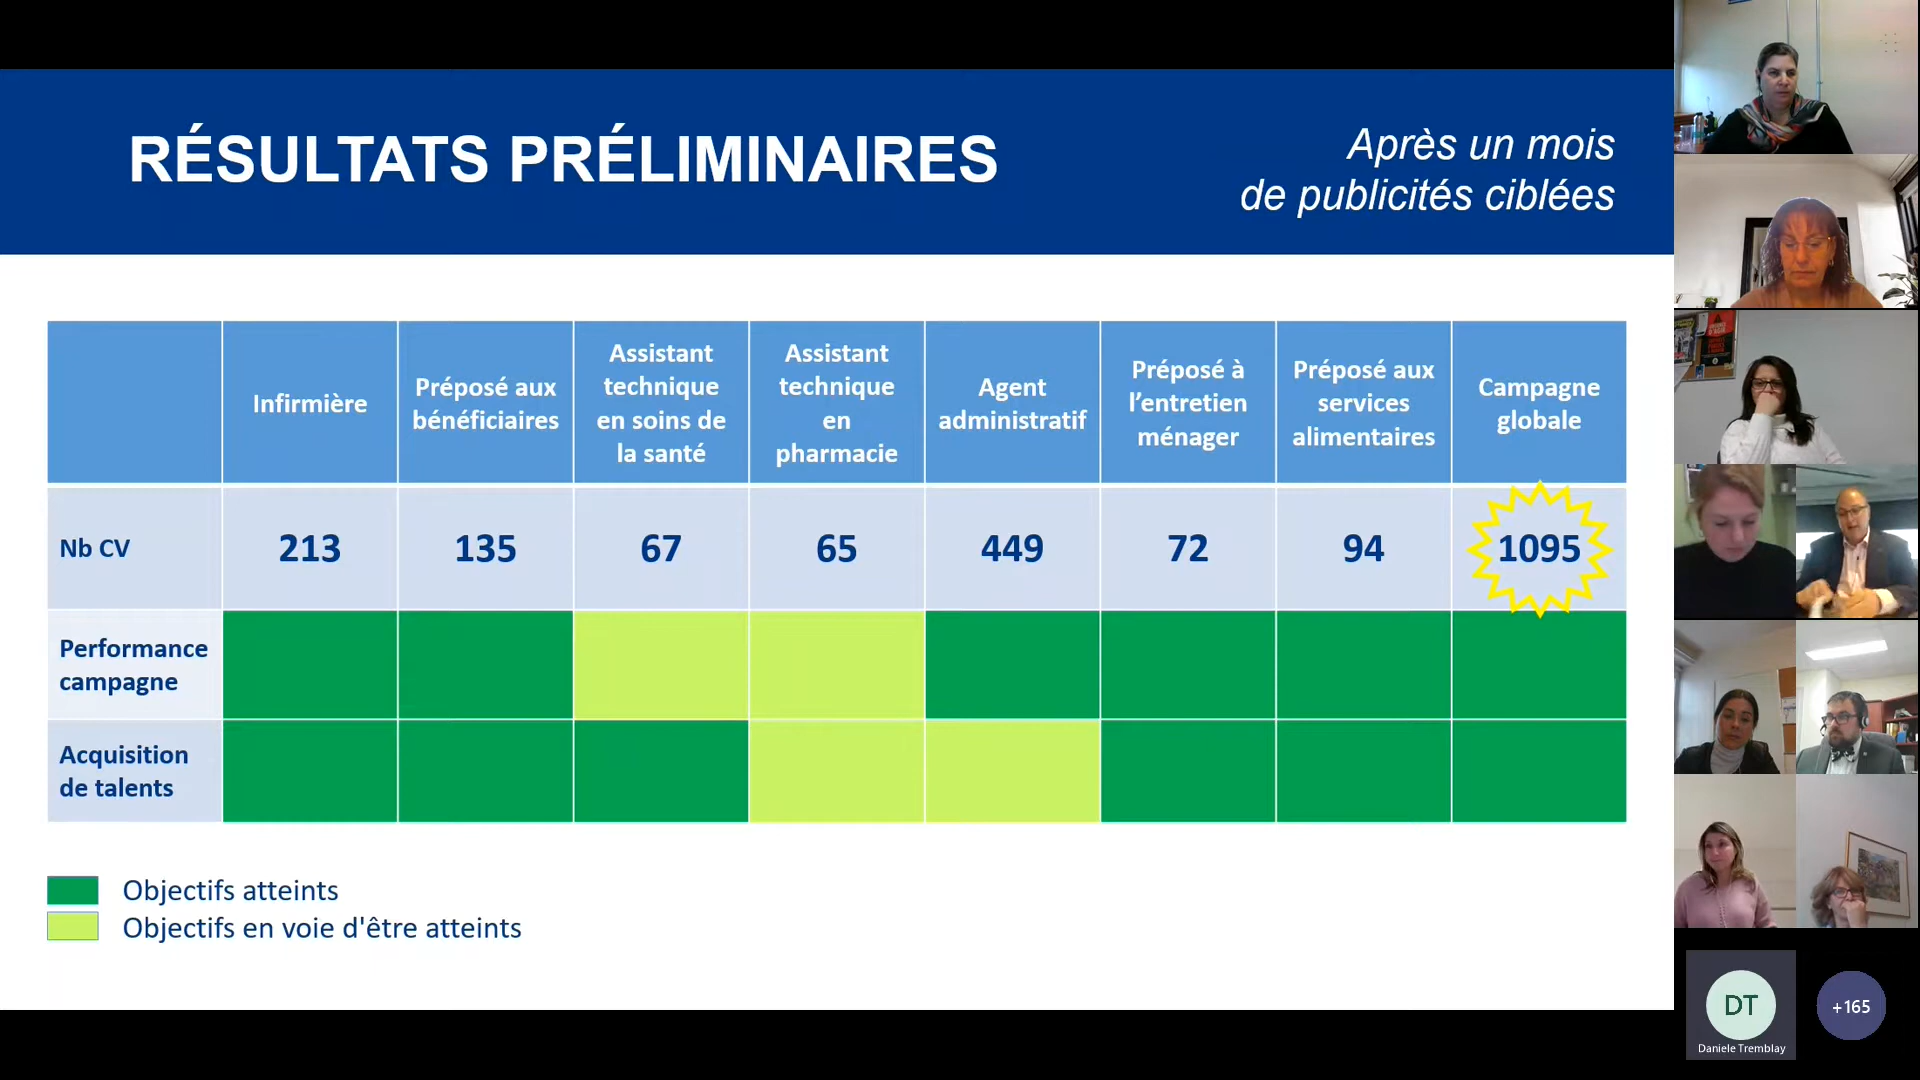 RÉSULTATS PRÉLIMINAIRES
Après un mois
de publicités ciblées
Infirmière
Préposé aux
bénéficiaires
Assistant
technique
en soins de
la santé
Assistant
technique
en
pharmacie
Agent
administratif
Préposé à
l’entretien
ménager
Préposé aux
services
alimentaires
Campagne
globale
Nb CV
213
135
67
65
449
72
94
1095
Performance
campagne
Acquisition
de talents
Objectifs atteints
Objectifs en voie d'être atteints
DT
Daniele Tremblay
+165